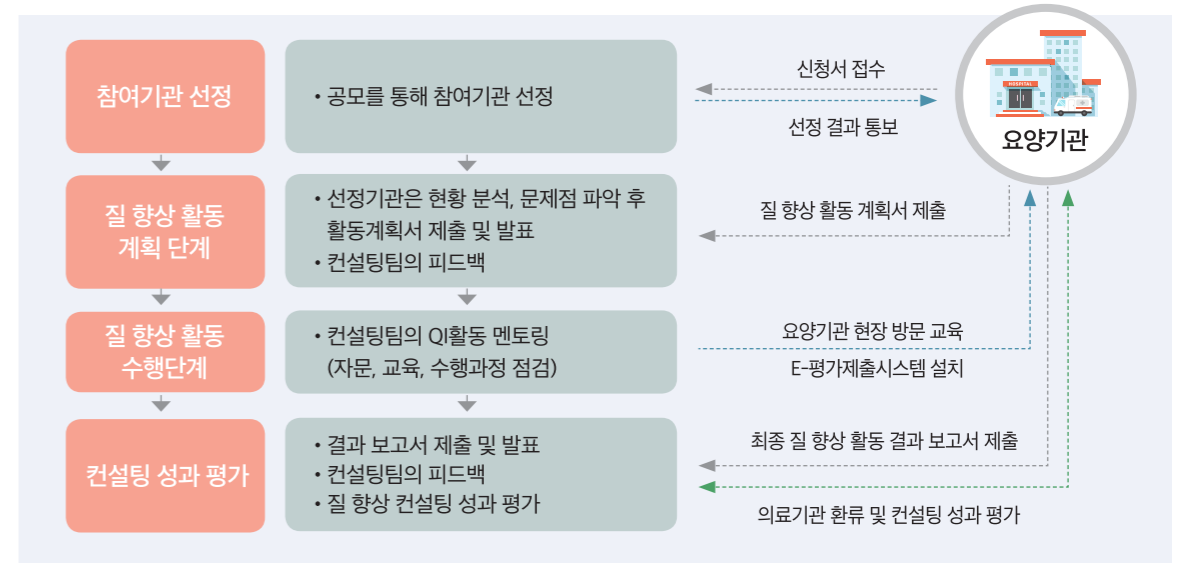 참여기관 선정
• 공모를 통해 참여기관 선정
신청서 접수
선정 결과 통보
HOSPITAL
요양기관
질 향상 활동
계획 단계
• 선정기관은 현황 분석, 문제점 파악 후
활동계획서 제출 및 발표
• 컨설팅팀의 피드백
질 향상 활동 계획서 제출
질 향상 활동
수행단계
• 컨설팅팀의 QI활동 멘토링
(자문, 교육, 수행과정 점검)
요양기관 현장 방문 교육
E-평가제출시스템 설치
컨설팅 성과 평가
• 결과 보고서 제출 및 발표
• 컨설팅팀의 피드백
• 질 향상 컨설팅 성과 평가
최종 질 향상 활동 결과 보고서 제출
의료기관 환류 및 컨설팅 성과 평가